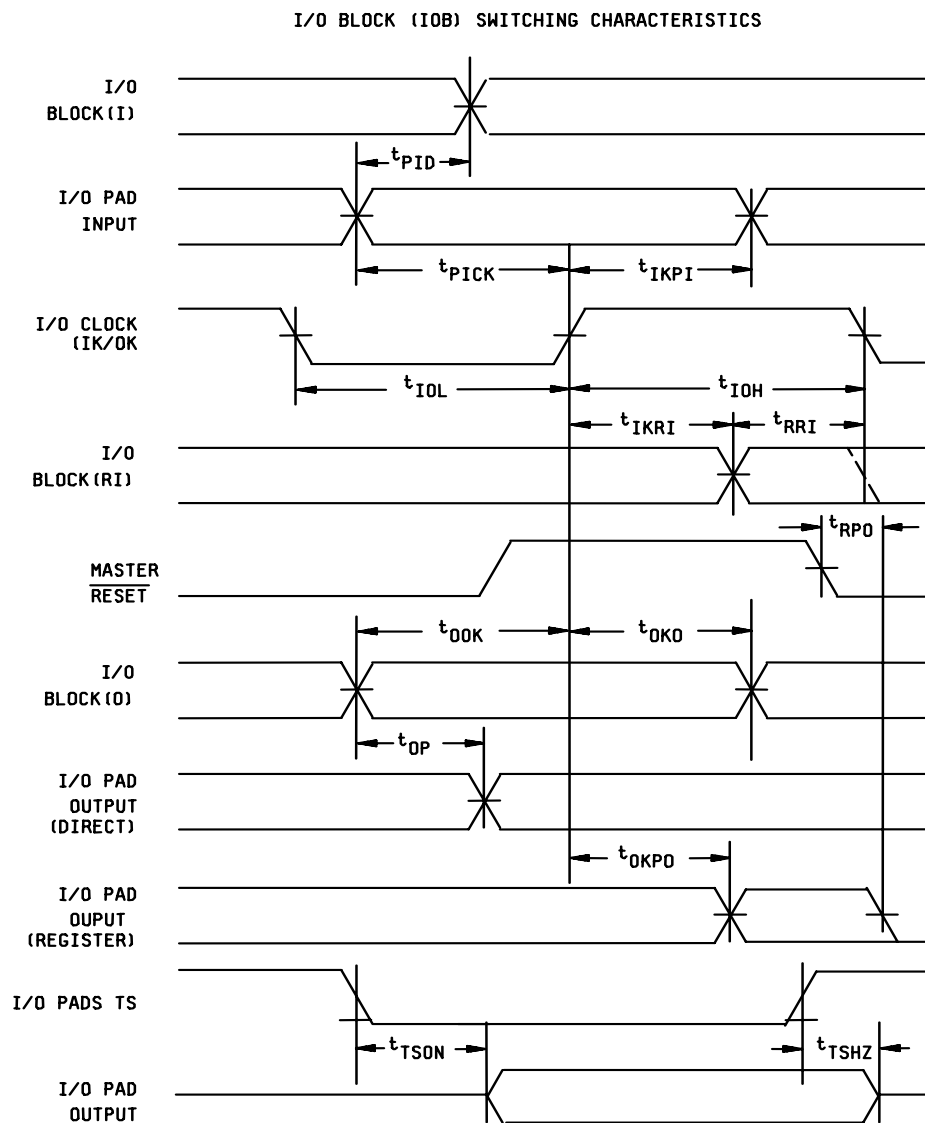 I/O BLOCK (IOB) SWITCHING CHARACTERISTICS
I/O
BLOCK(I)
tPID
I/O PAD
INPUT
tPICK
tIKPI
I/O CLOCK
(IK/OK
tIOL
tIOH
tIKRI
tRRI
I/O
BLOCK(RI)
tRPO
MASTER
RESET
tOOK
tOKO
I/O
BLOCK(O)
tOP
I/O PAD
OUTPUT
(DIRECT)
tOKPO
I/O PAD
OUPUT
(REGISTER)
I/O PADS TS
tTSON
tTSHZ
I/O PAD
OUTPUT